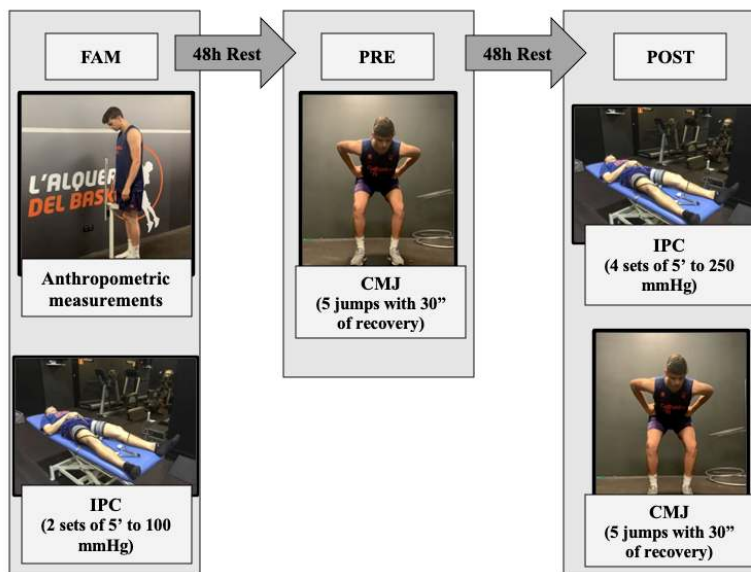 FAM
48h Rest
PRE
48h Rest
POST
L'ALQUE
DEL BASK
Anthropometric
measurements
IPC
(2 sets of 5’ to 100
mmHg)
CMJ
(5 jumps with 30”
of recovery)
IPC
(4 sets of 5’ to 250
mmHg)
CMJ
(5 jumps with 30”
of recovery)